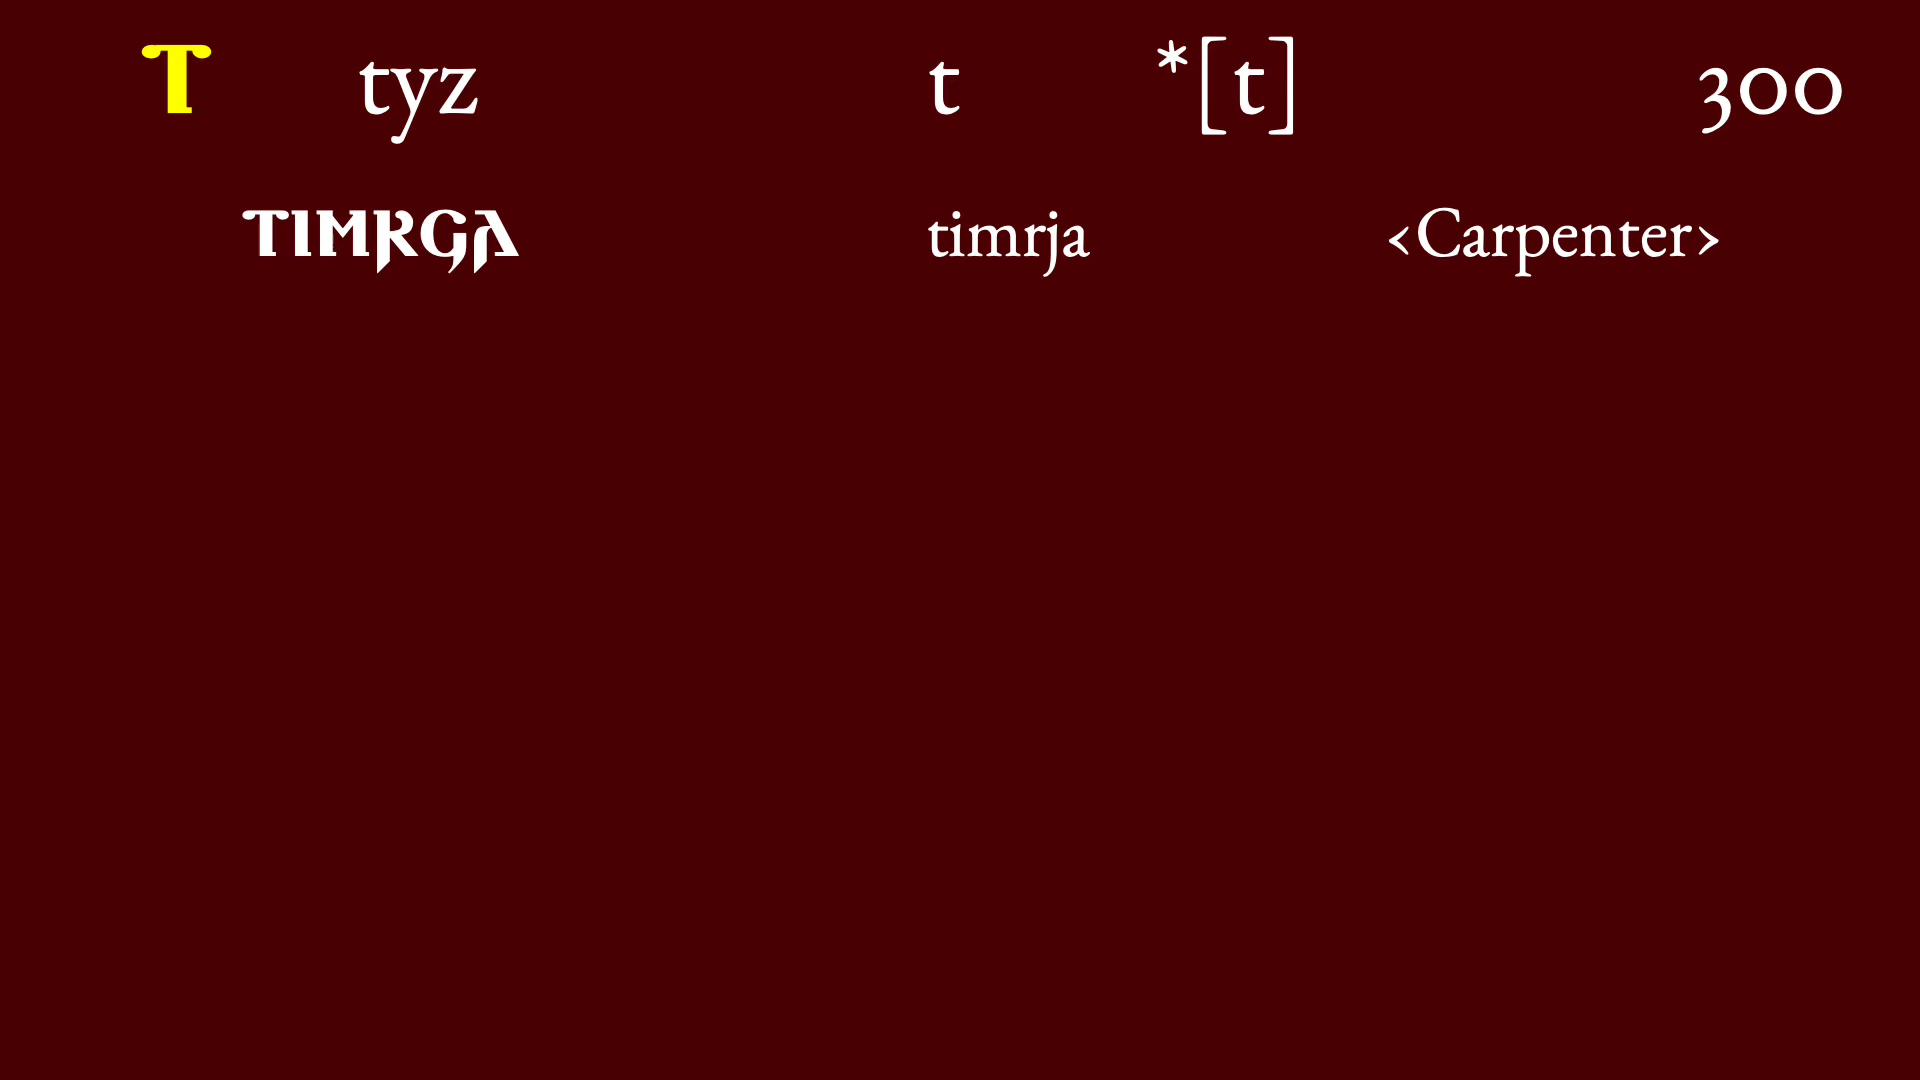 𐍄 tyz t *[t] 300
𐍄𐌹𐌼𐍂𐌾𐌰 timrja <Carpenter>